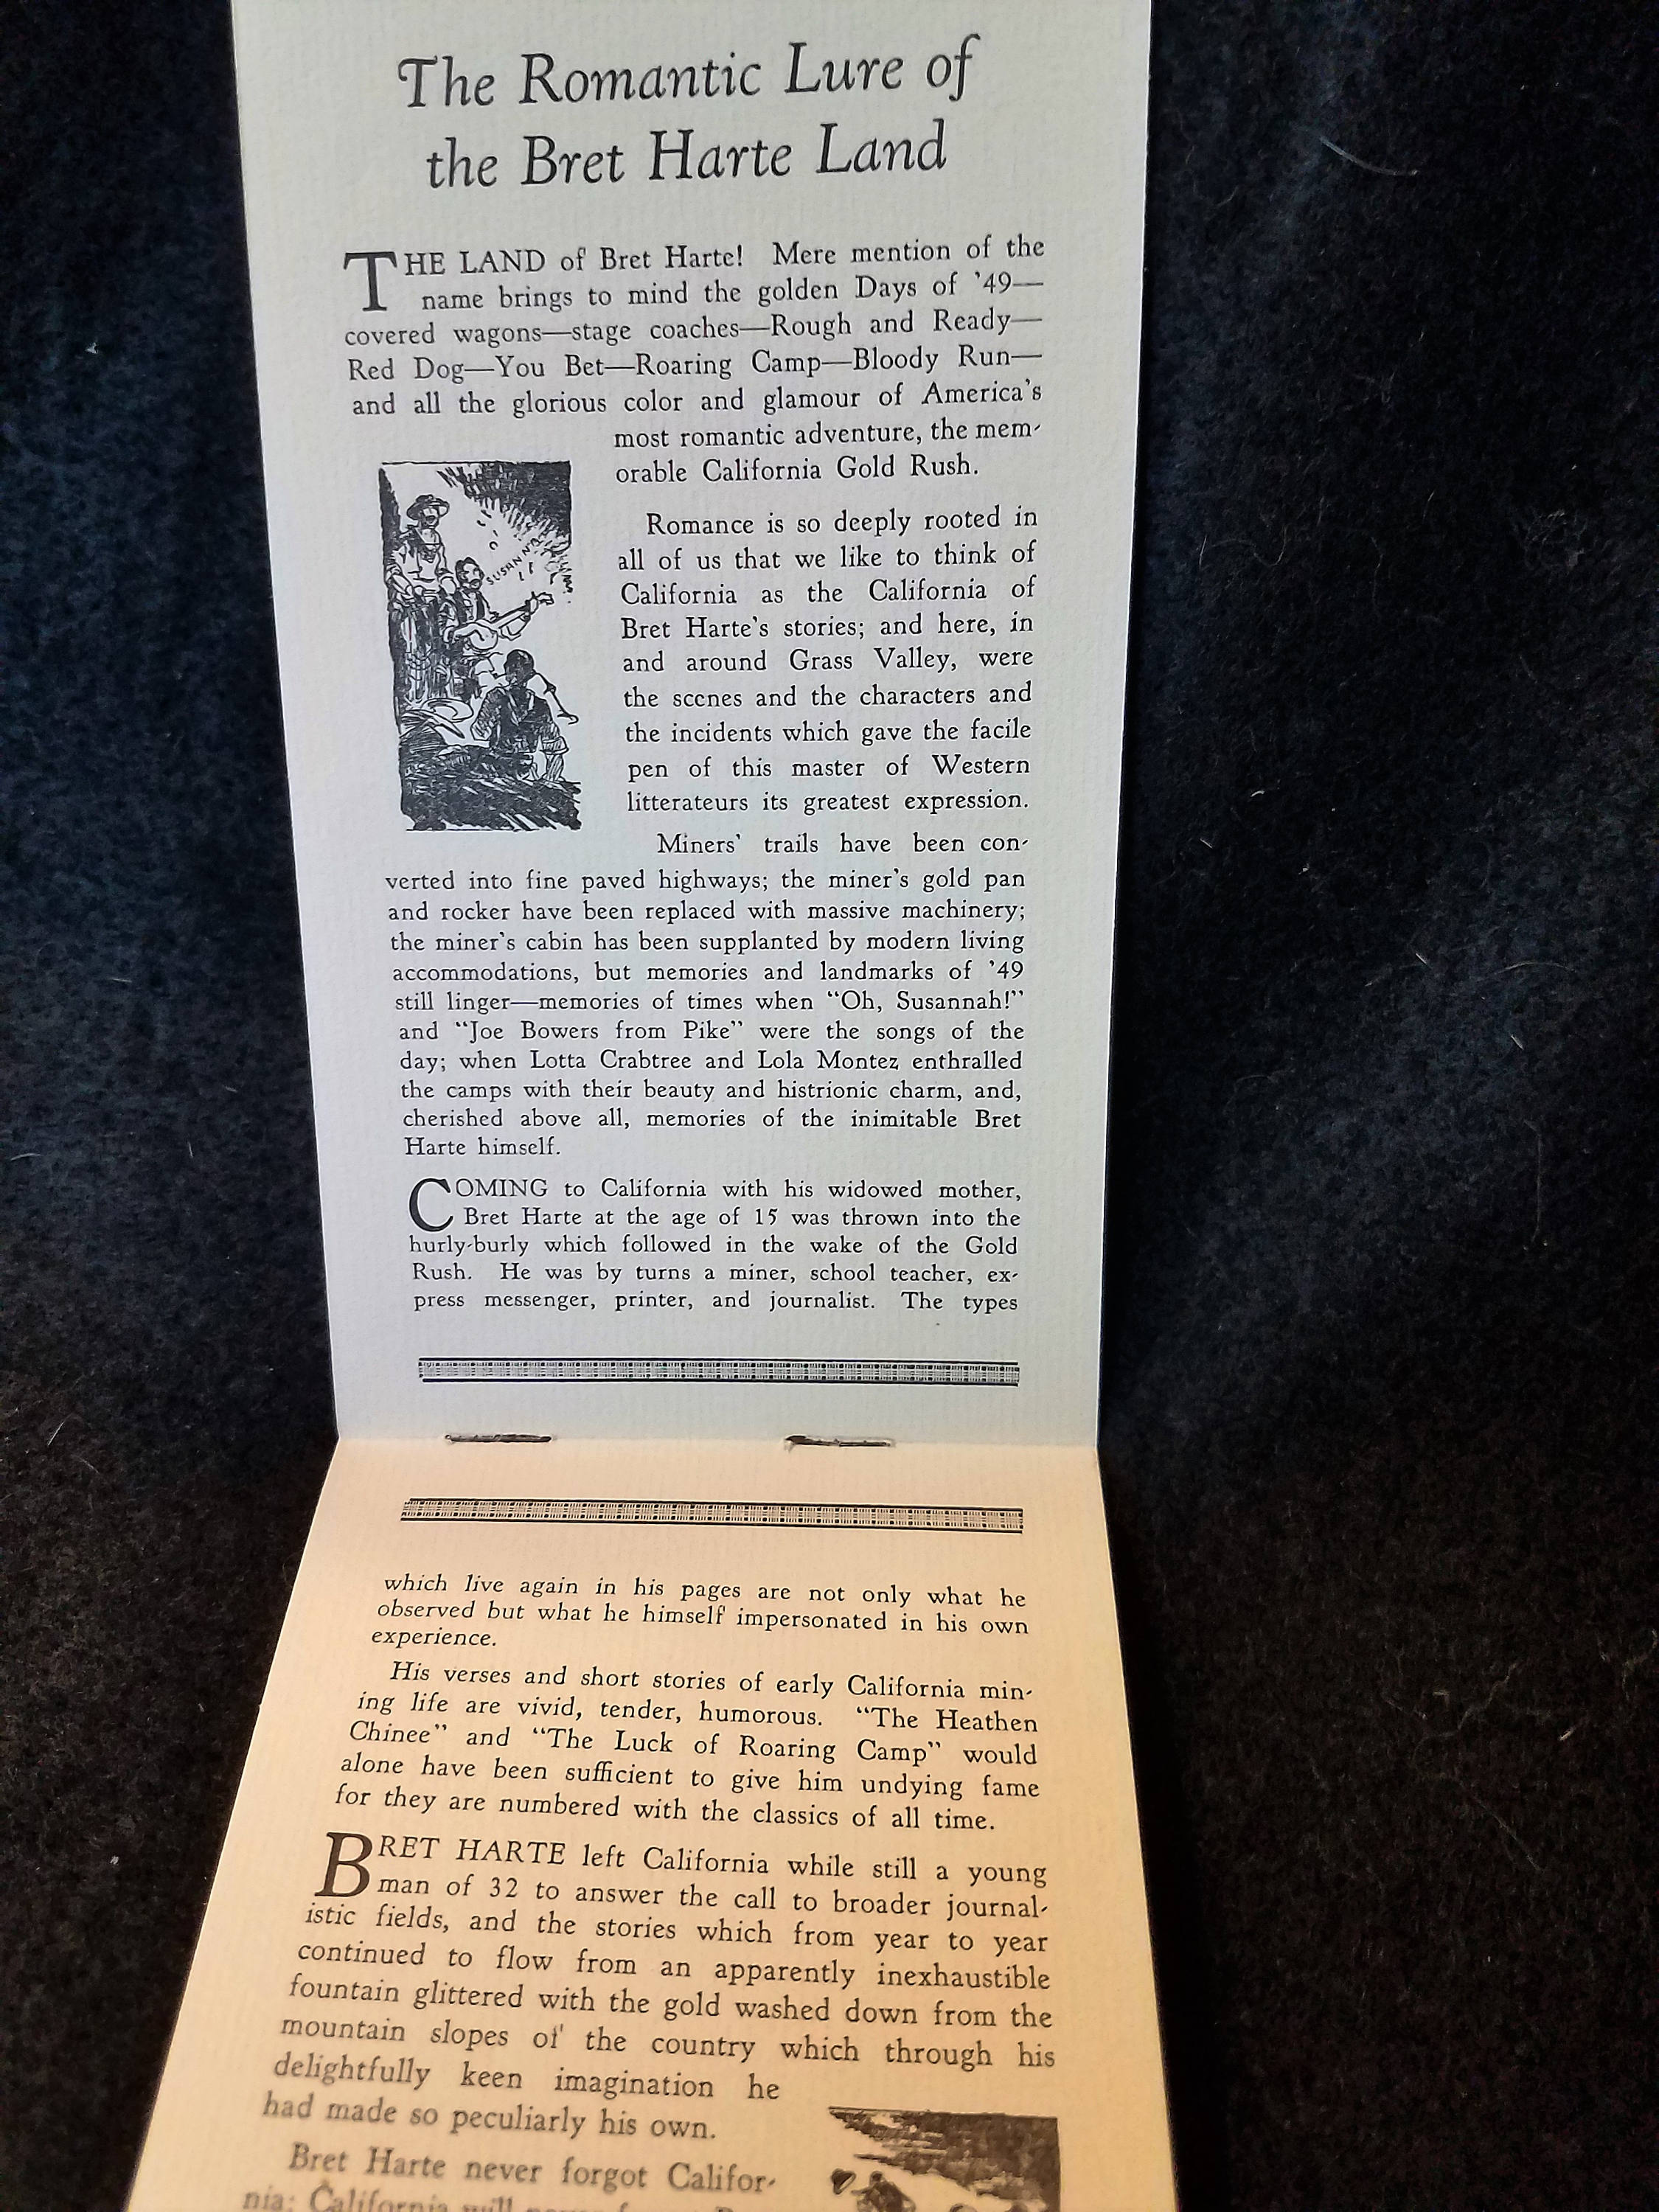 The Romantic Lure of
the Bret Harte Land
THE LAND of Bret Harte! Mere mention of the
name brings to mind the golden Days of '49—
covered wagons—stage coaches—Rough and Ready—
Red Dog—You Bet—Roaring Camp—Bloody Run—
and all the glorious color and glamour of America's
most romantic adventure, the mem-
orable California Gold Rush.
SUSANNA
Romance is so deeply rooted in
all of us that we like to think of
California as the California of
Bret Harte's stories; and here, in
and around Grass Valley, were
the scenes and the characters and
the incidents which gave the facile
pen of this master of Western
litterateurs its greatest expression.
Miners' trails have been con-
verted into fine paved highways; the miner's gold pan
and rocker have been replaced with massive machinery;
the miner's cabin has been supplanted by modern living
accommodations, but memories and landmarks of '49
still linger—memories of times when "Oh, Susannah!"
and "Joe Bowers from Pike" were the songs of the
day; when Lotta Crabtree and Lola Montez enthralled
the camps with their beauty and histrionic charm, and,
cherished above all, memories of the inimitable Bret
Harte himself.
COMING to California with his widowed mother,
Bret Harte at the age of 15 was thrown into the
hurly-burly which followed in the wake of the Gold
Rush. He was by turns a miner, school teacher, ex-
press messenger, printer, and journalist. The types
which live again in his pages are not only what he
observed but what he himself impersonated in his own
experience.
His verses and short stories of early California min-
ing life are vivid, tender, humorous. "The Heathen
Chinee" and "The Luck of Roaring Camp" would
alone have been sufficient to give him undying fame
for they are numbered with the classics of all time.
BRET HARTE left California while still a young
man of 32 to answer the call to broader journal-
istic fields, and the stories which from year to year
continued to flow from an apparently inexhaustible
fountain glittered with the gold washed down from the
mountain slopes of the country which through his
delightfully keen imagination he
had made so peculiarly his own.
Bret Harte never forgot Califor-
nia; California will never